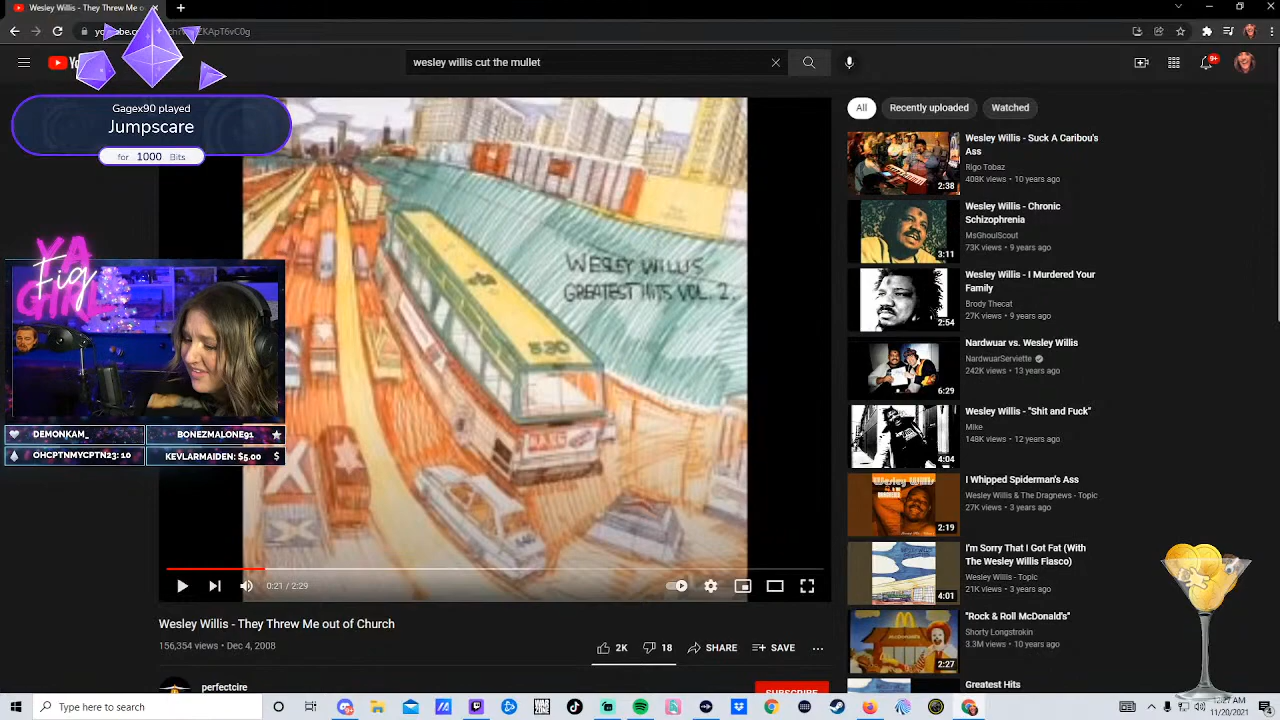 Wesley Willis - They Threw Me o
wesley willis cut the mullet
9+
Gagex90 played
Jumpscare
for 1000 Bits
YA
Fig
GIRL
DEMONKAM_
BONEZMALONE91
OHCPTNMYCPTN23: 10
KEVLARMAIDEN: $5.00
WESLEY WILLIS
GREATEST HITS VOL. 2.
530
0:21 / 2:29
Wesley Willis - They Threw Me out of Church
156,354 views • Dec 4, 2008
2K
18
SHARE
SAVE
perfectcire
SUBSCRIBE
All
Recently uploaded
Watched
Wesley Willis - Suck A Caribou's
Ass
Rigo Tobaz
408K views • 10 years ago
2:38
Wesley Willis - Chronic
Schizophrenia
MsGhoulScout
73K views • 9 years ago
3:11
Wesley Willis - I Murdered Your
Family
Brody Thecat
27K views • 9 years ago
2:54
Nardwuar vs. Wesley Willis
NardwuarServiette
242K views • 13 years ago
6:29
Wesley Willis - "Shit and Fuck"
Mike
148K views • 12 years ago
4:04
I Whipped Spiderman's Ass
Wesley Willis & The Dragnews - Topic
27K views • 3 years ago
2:19
I'm Sorry That I Got Fat (With
The Wesley Willis Fiasco)
Wesley Willis - Topic
21K views • 3 years ago
4:01
"Rock & Roll McDonald's"
Shorty Longstrokin
3.3M views • 10 years ago
2:27
Greatest Hits
Type here to search
11/20/2021